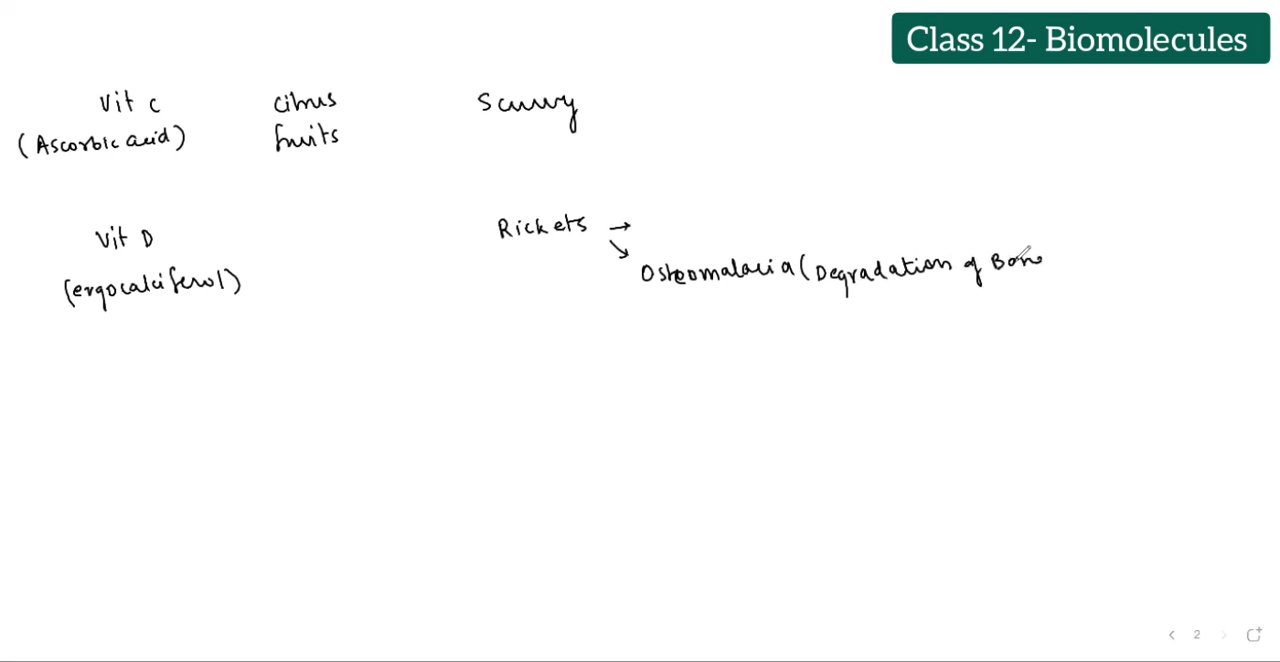 Class 12- Biomolecules
Vit C citrus Scurvy
(Ascorbic acid) fruits
Vit D Rickets →
(ergocalciferol) Osteomalacia (Degradation of Bone
2